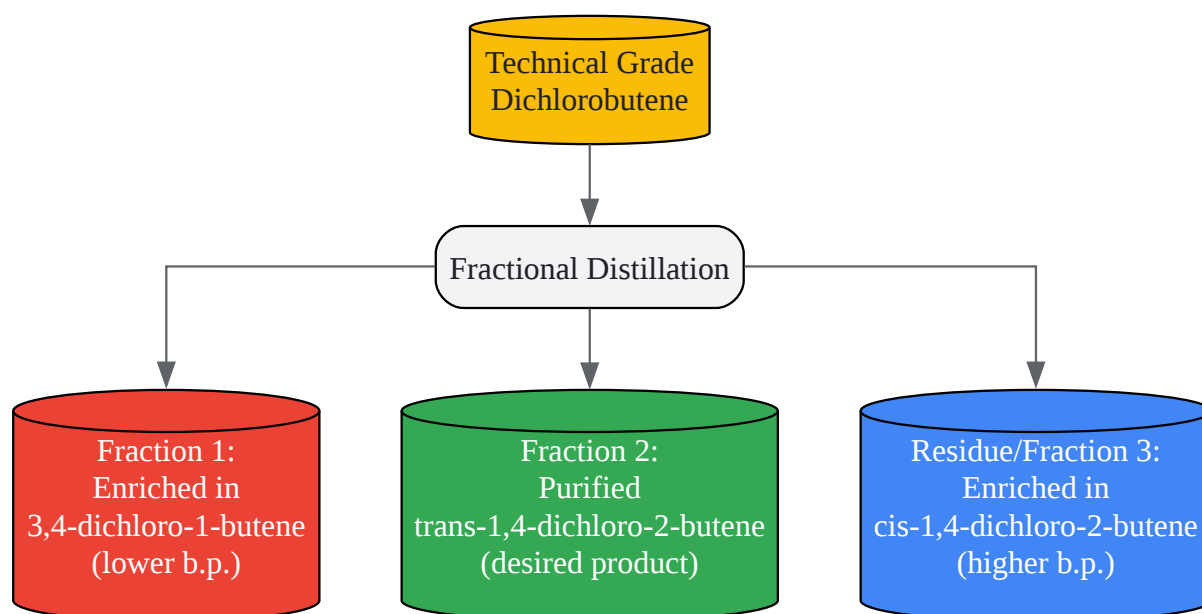 Technical Grade
Dichlorobutene
Fractional Distillation
Fraction 1:
Enriched in
3,4-dichloro-1-butene
(lower b.p.)
Fraction 2:
Purified
trans-1,4-dichloro-2-butene
(desired product)
Residue/Fraction 3:
Enriched in
cis-1,4-dichloro-2-butene
(higher b.p.)